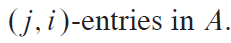 (j, i)-entries in A.